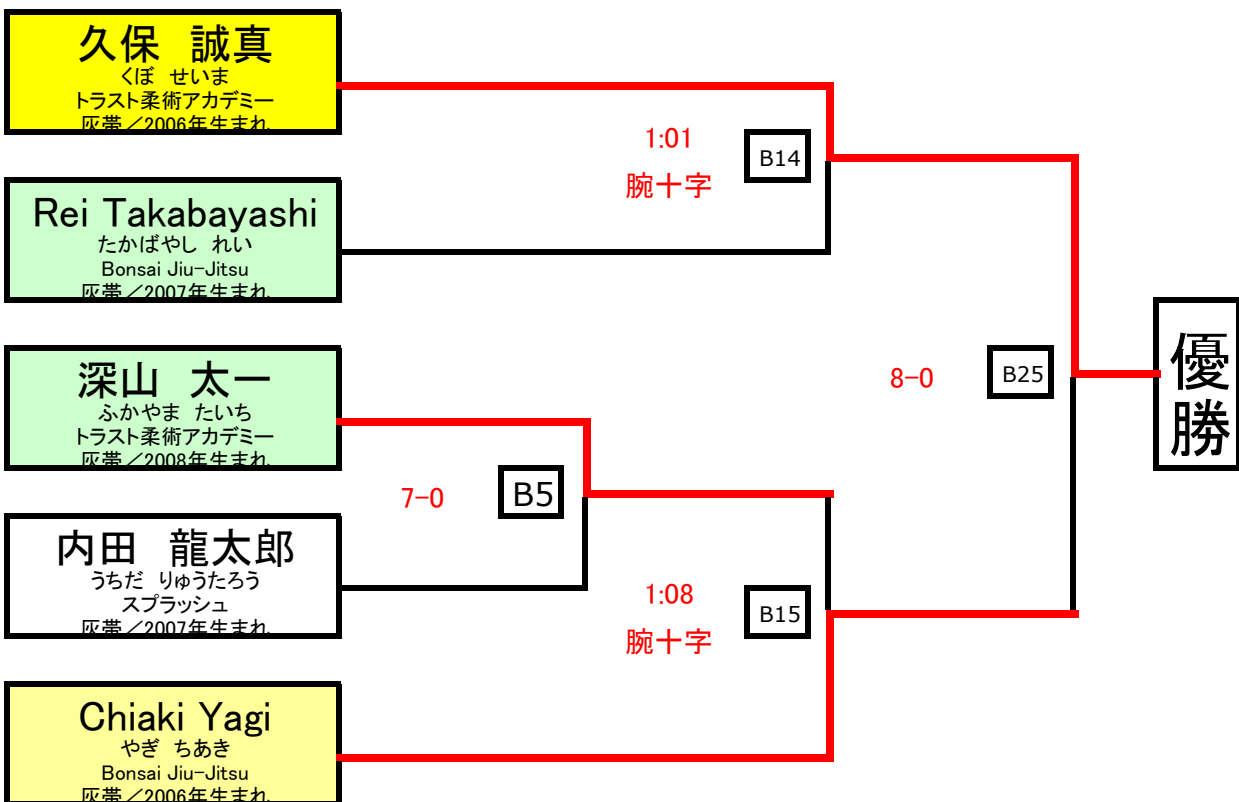 久保 誠真
くぼ せいま
トラスト柔術アカデミー
灰帯／2006年生まれ
1:01
腕十字
B14
Rei Takabayashi
たかばやし れい
Bonsai Jiu-Jitsu
灰帯／2007年生まれ
深山 太一
ふかやま たいち
トラスト柔術アカデミー
灰帯／2008年生まれ
7-0
B5
8-0
B25
優勝
内田 龍太郎
うちだ りゅうたろう
スプラッシュ
灰帯／2007年生まれ
1:08
腕十字
B15
Chiaki Yagi
やぎ ちあき
Bonsai Jiu-Jitsu
灰帯／2006年生まれ